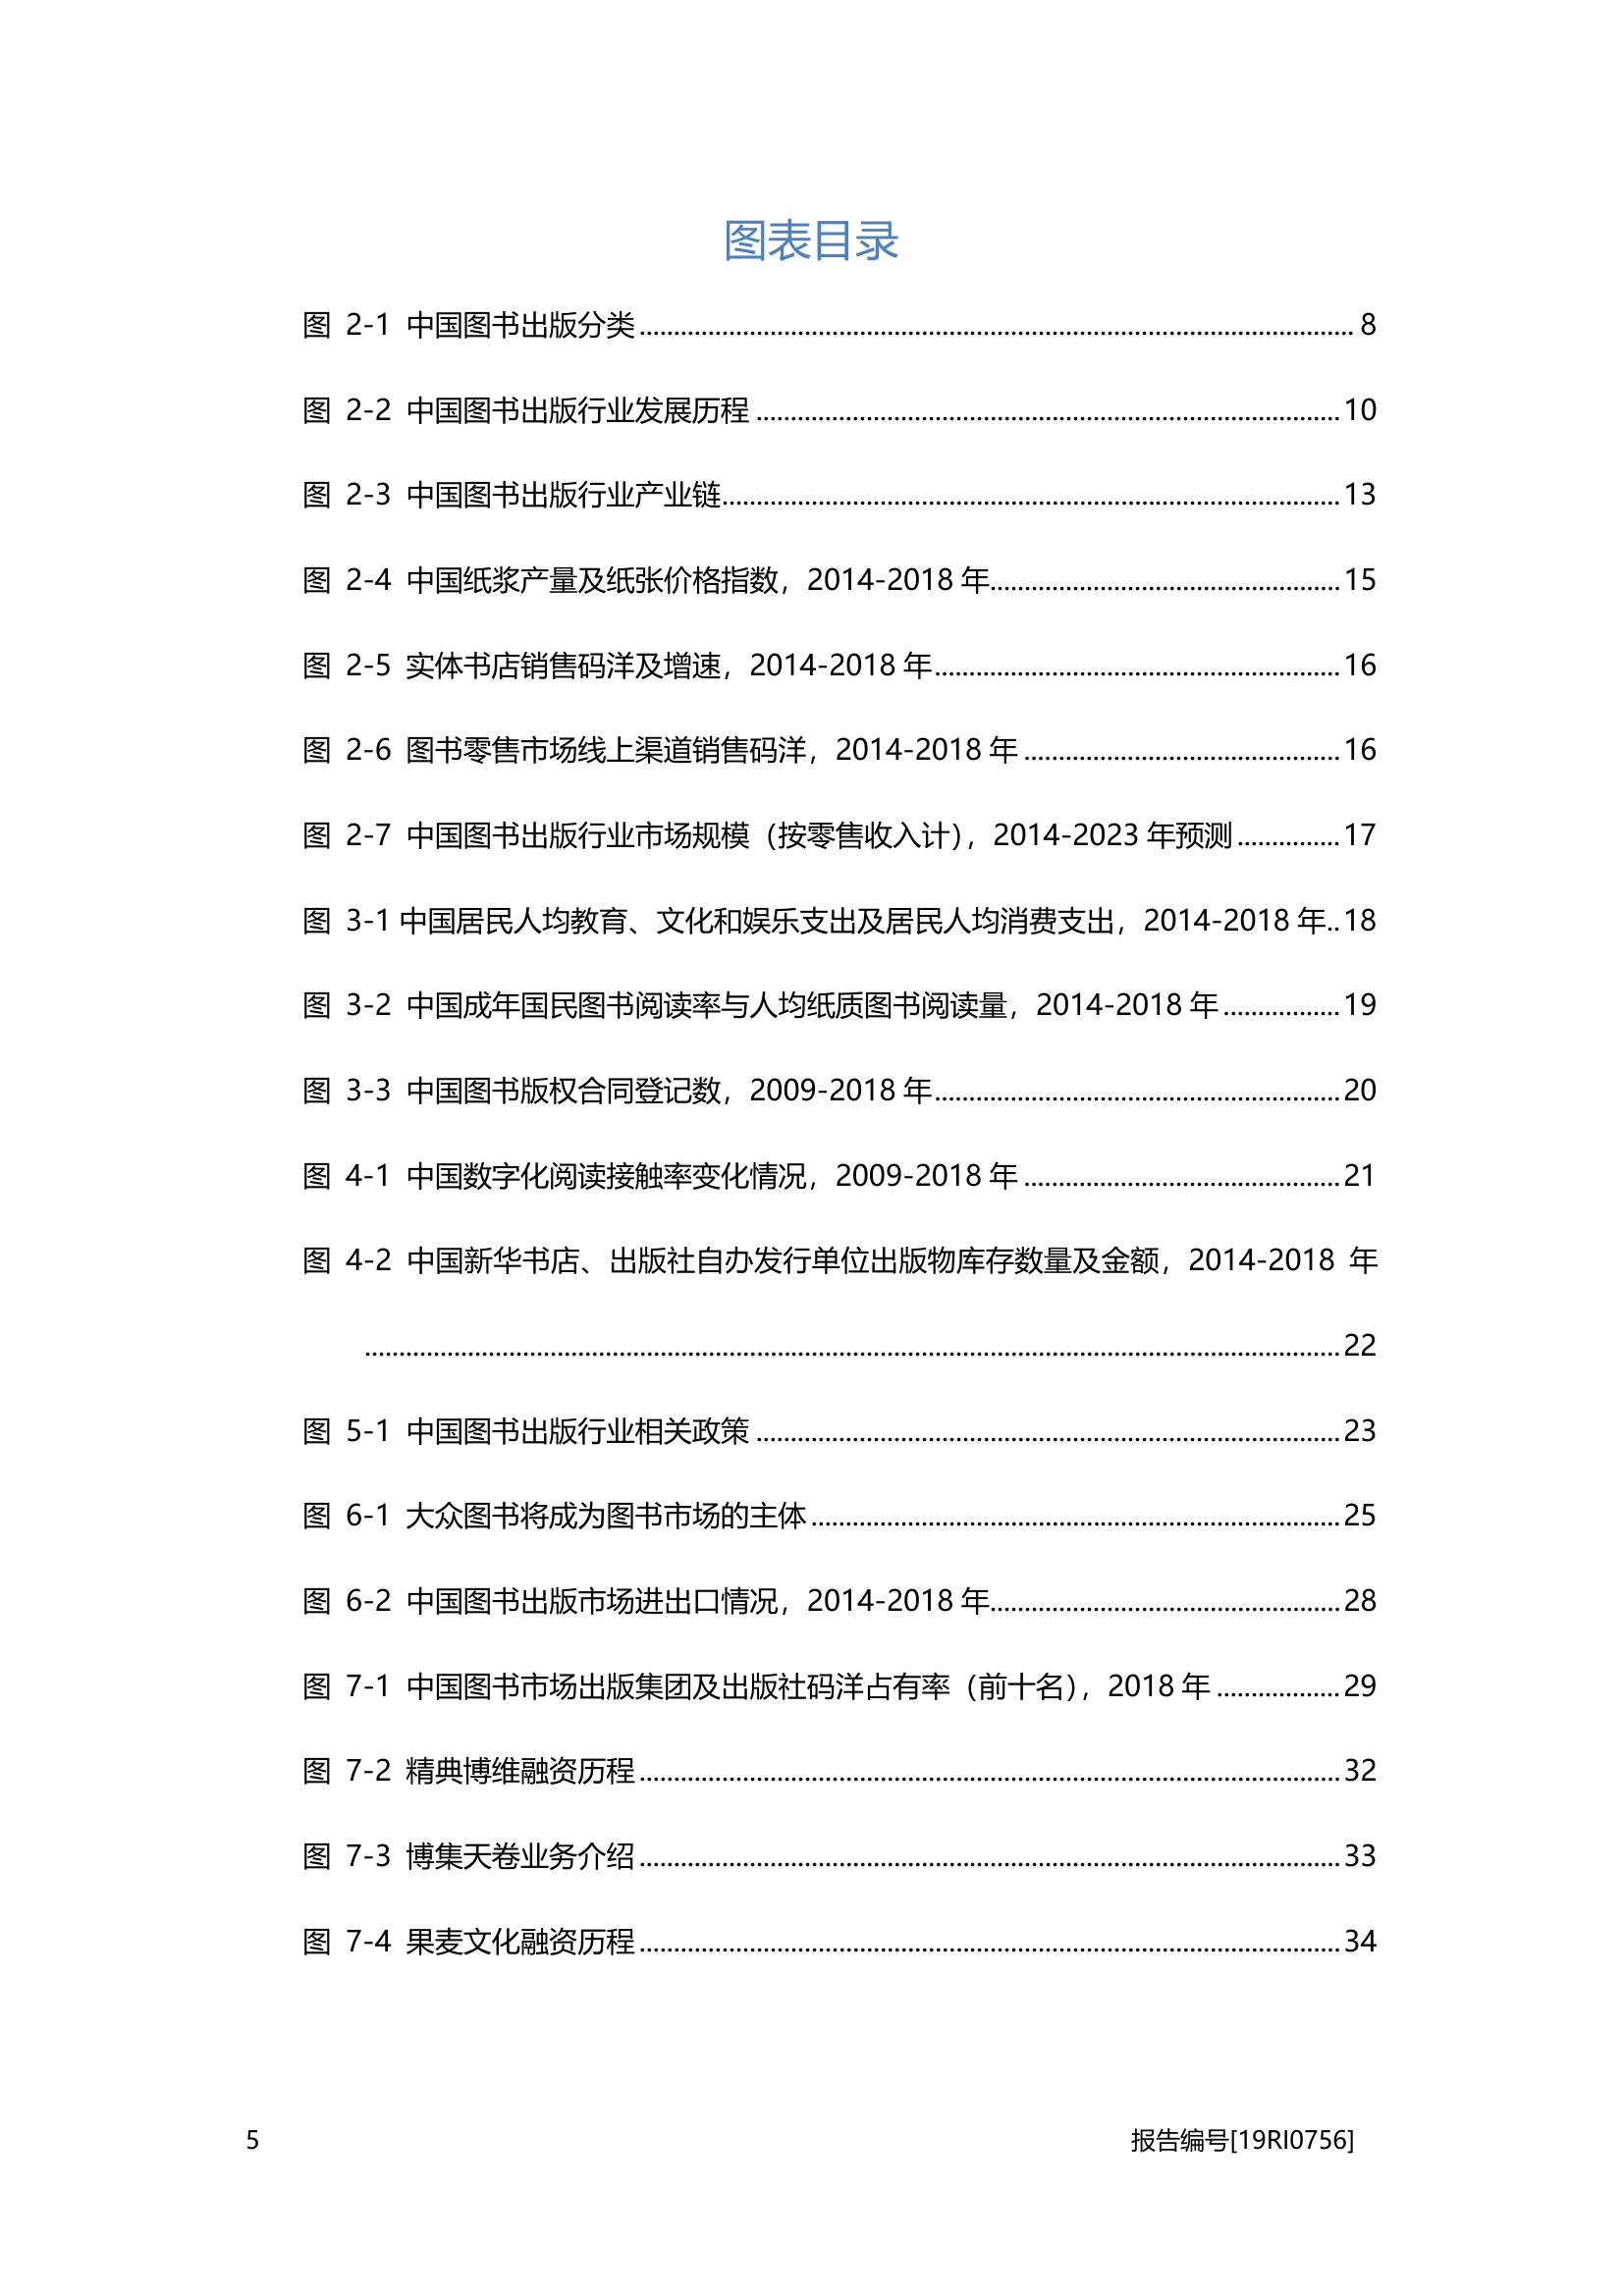 图表目录
图 2-1 中国图书出版分类........................................................................................................ 8
图 2-2 中国图书出版行业发展历程 .....................................................................................10
图 2-3 中国图书出版行业产业链..........................................................................................13
图 2-4 中国纸浆产量及纸张价格指数，2014-2018 年...................................................15
图 2-5 实体书店销售码洋及增速，2014-2018 年...........................................................16
图 2-6 图书零售市场线上渠道销售码洋，2014-2018 年 ..............................................16
图 2-7 中国图书出版行业市场规模（按零售收入计），2014-2023 年预测...............17
图 3-1 中国居民人均教育、文化和娱乐支出及居民人均消费支出，2014-2018 年..18
图 3-2 中国成年国民图书阅读率与人均纸质图书阅读量，2014-2018 年.................19
图 3-3 中国图书版权合同登记数，2009-2018 年...........................................................20
图 4-1 中国数字化阅读接触率变化情况，2009-2018 年 ..............................................21
图 4-2 中国新华书店、出版社自办发行单位出版物库存数量及金额，2014-2018 年
..............................................................................................................................................22
图 5-1 中国图书出版行业相关政策 .....................................................................................23
图 6-1 大众图书将成为图书市场的主体.............................................................................25
图 6-2 中国图书出版市场进出口情况，2014-2018 年...................................................28
图 7-1 中国图书市场出版集团及出版社码洋占有率（前十名），2018 年..................29
图 7-2 精典博维融资历程......................................................................................................32
图 7-3 博集天卷业务介绍......................................................................................................33
图 7-4 果麦文化融资历程......................................................................................................34
5 报告编号[19RI0756]